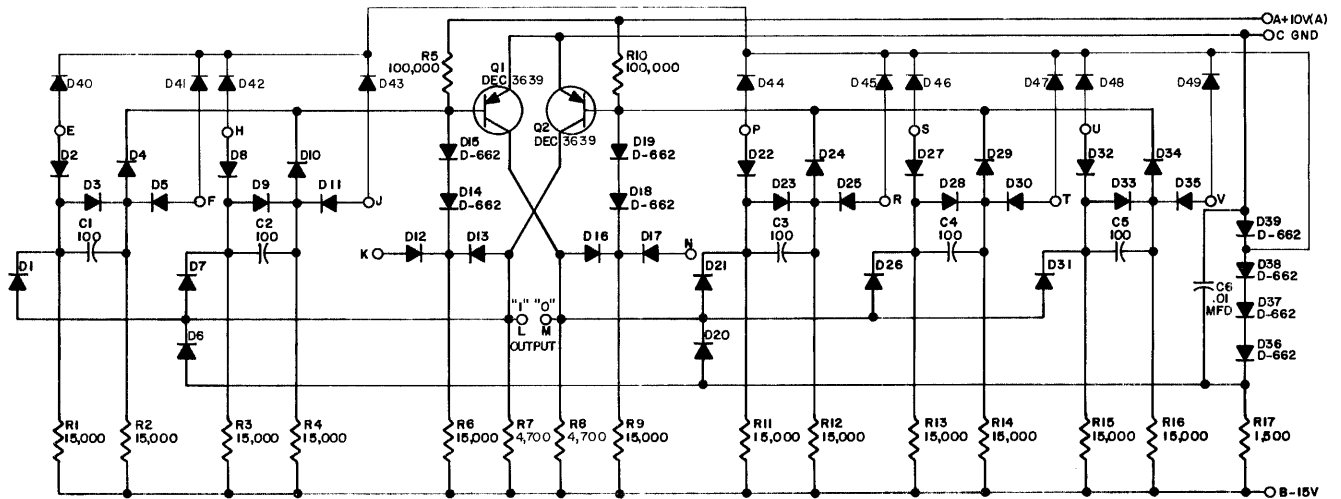 A+10V(A)
C GND
R5
100,000
Q1
DEC 3639
R10
100,000
D40
D41
D42
D43
D44
D45
D46
D47
D48
D49
E
H
Q2
DEC 3639
P
S
U
D2
D4
D8
D10
D15
D-662
D19
D-662
D22
D24
D27
D29
D32
D34
D3
D5
F
D9
D11
J
D14
D-662
D18
D-662
D23
D25
R
D28
D30
T
D33
D35
V
C1
100
C2
100
K
D12
D13
D16
D17
N
C3
100
C4
100
C5
100
D39
D-662
D1
D7
D21
D26
D31
C6
.01
MFD
D38
D-662
D37
D-662
D36
D-662
D6
"1" "0"
L M
OUTPUT
D20
R1
15,000
R2
15,000
R3
15,000
R4
15,000
R6
15,000
R7
4,700
R8
4,700
R9
15,000
R11
15,000
R12
15,000
R13
15,000
R14
15,000
R15
15,000
R16
15,000
R17
1,500
B-15V